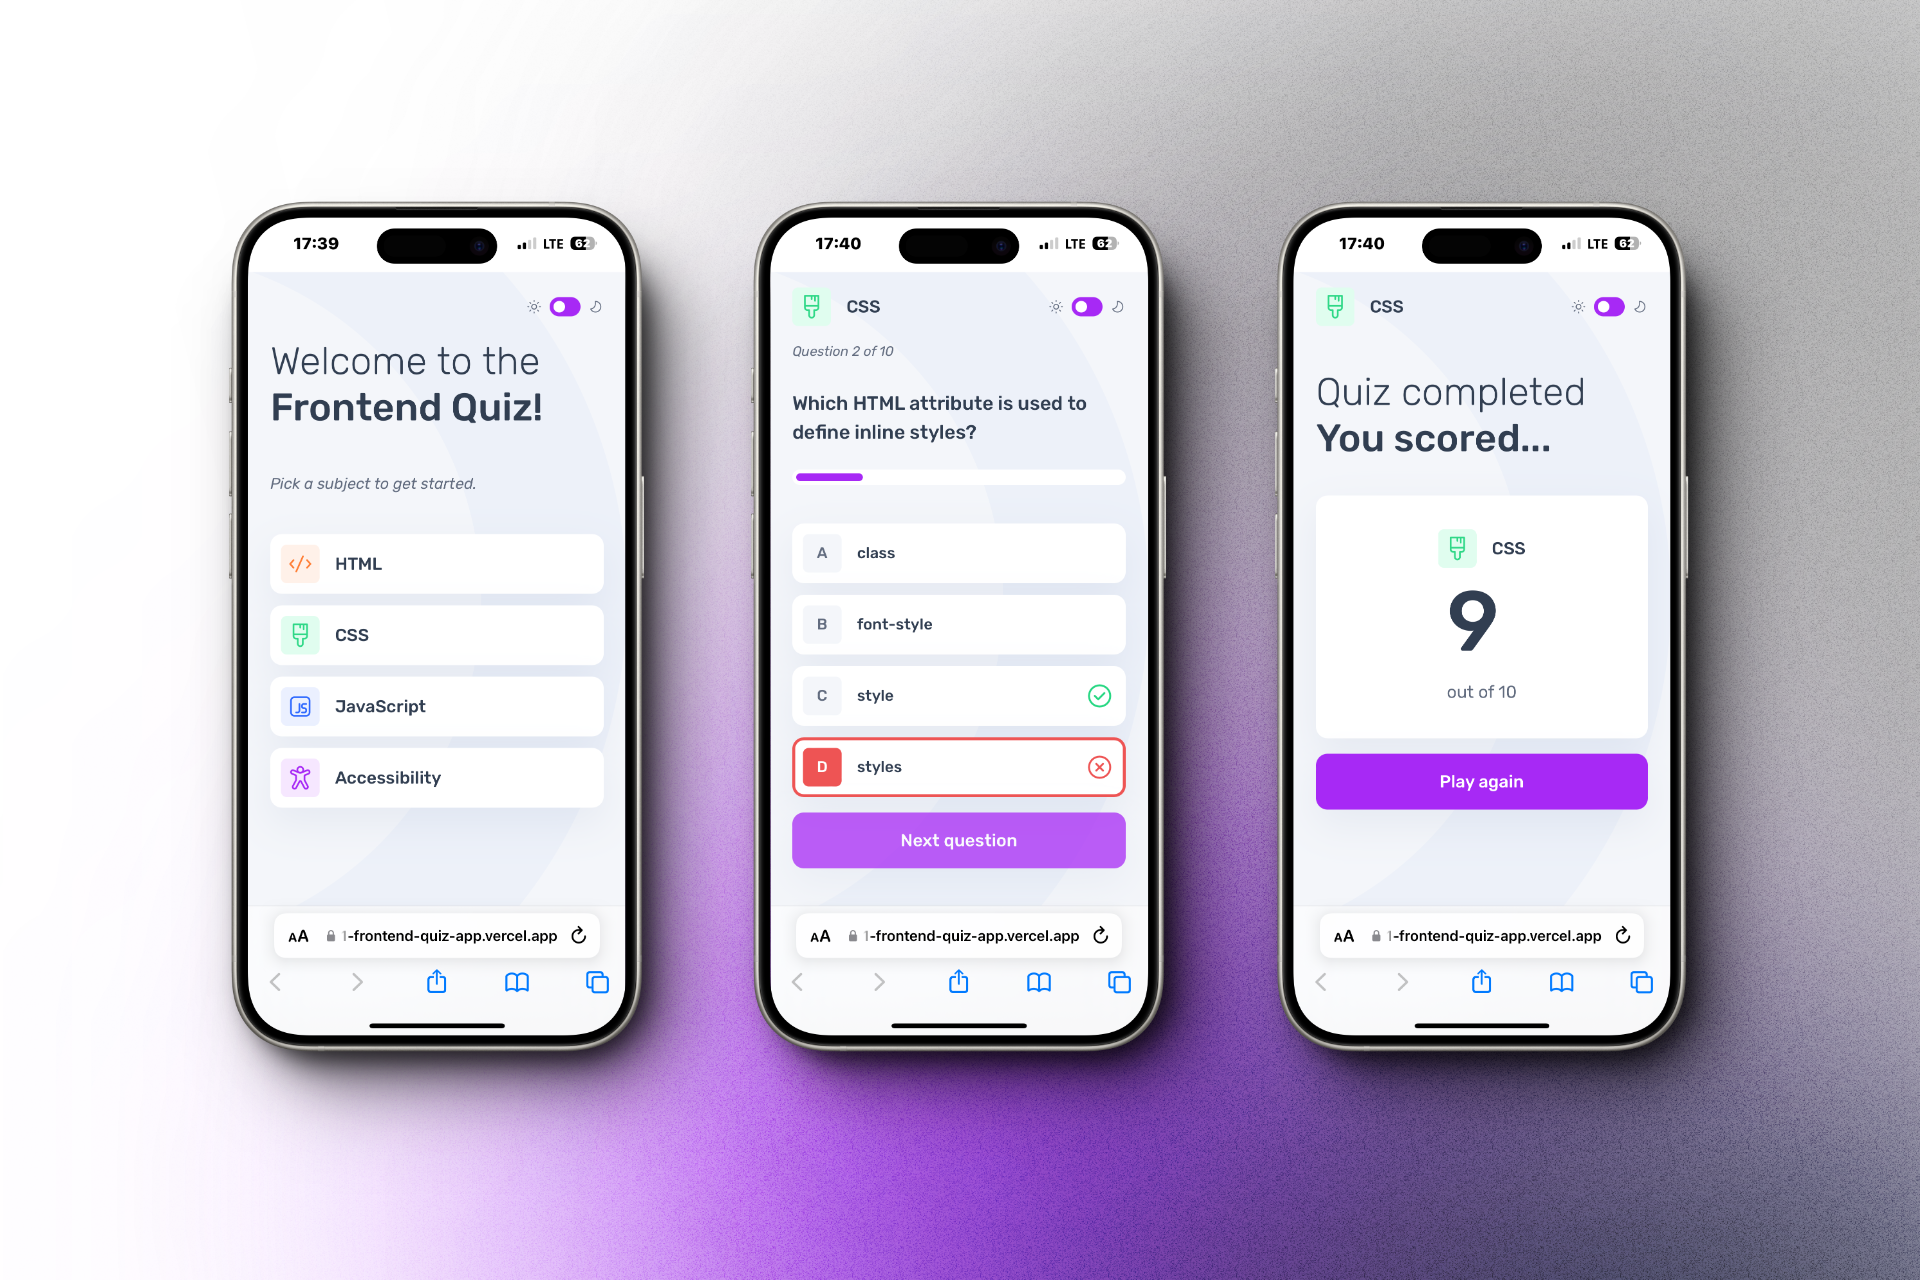 17:39
LTE 62
Welcome to the
Frontend Quiz!
Pick a subject to get started.
</> HTML
CSS
JS JavaScript
Accessibility
AA 1-frontend-quiz-app.vercel.app
17:40
LTE 62
CSS
Question 2 of 10
Which HTML attribute is used to
define inline styles?
A class
B font-style
C style
D styles
Next question
AA 1-frontend-quiz-app.vercel.app
17:40
LTE 62
CSS
Quiz completed
You scored...
CSS
9
out of 10
Play again
AA 1-frontend-quiz-app.vercel.app